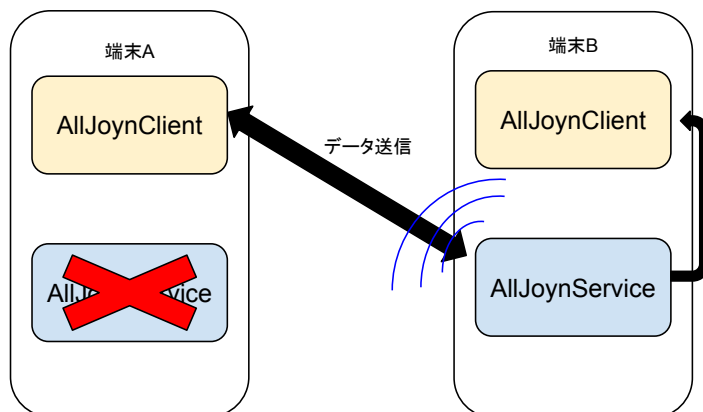 端末A
AllJoynClient
データ送信
端末B
AllJoynClient
AllJoynService